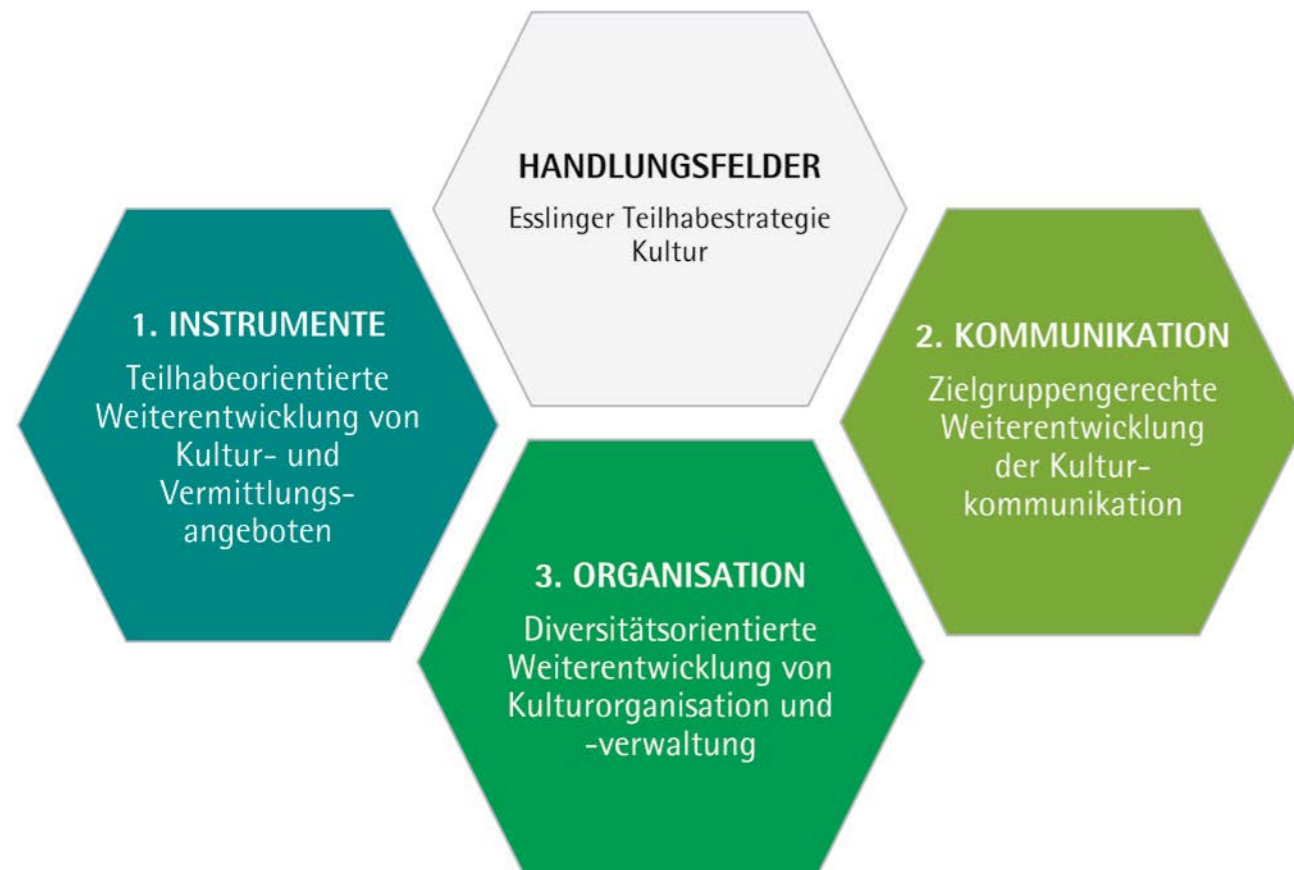 HANDLUNGSFELDER
Esslinger Teilhabestrategie
Kultur
1. INSTRUMENTE
Teilhabeorientierte
Weiterentwicklung von
Kultur- und
Vermittlungs-
angeboten
2. KOMMUNIKATION
Zielgruppengerechte
Weiterentwicklung
der Kultur-
kommunikation
3. ORGANISATION
Diversitätsorientierte
Weiterentwicklung von
Kulturorganisation und
-verwaltung